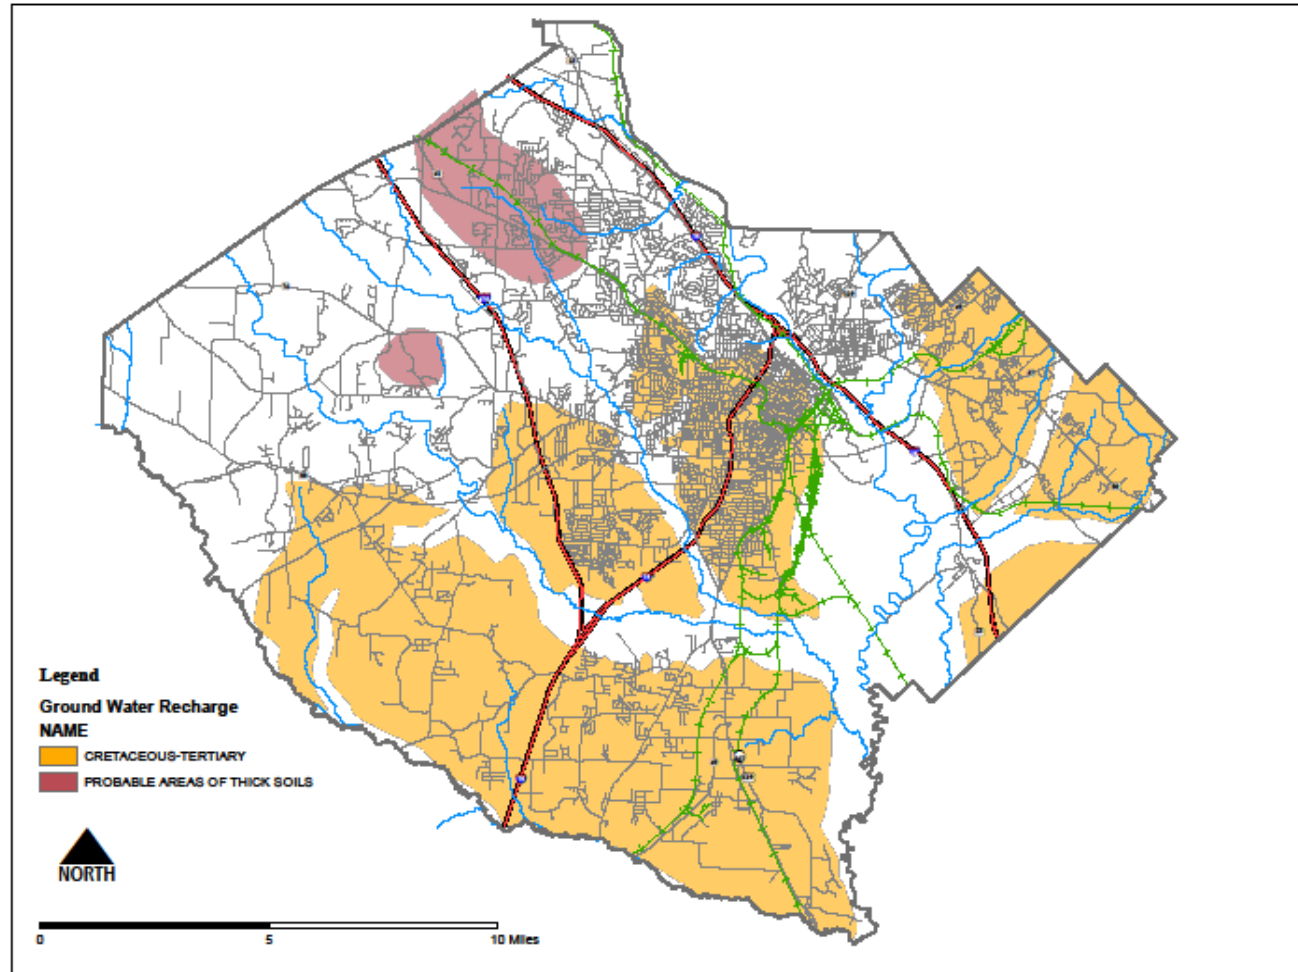 Legend
Ground Water Recharge
NAME
CRETACEOUS-TERTIARY
PROBABLE AREAS OF THICK SOILS
NORTH
0 5 10 Miles